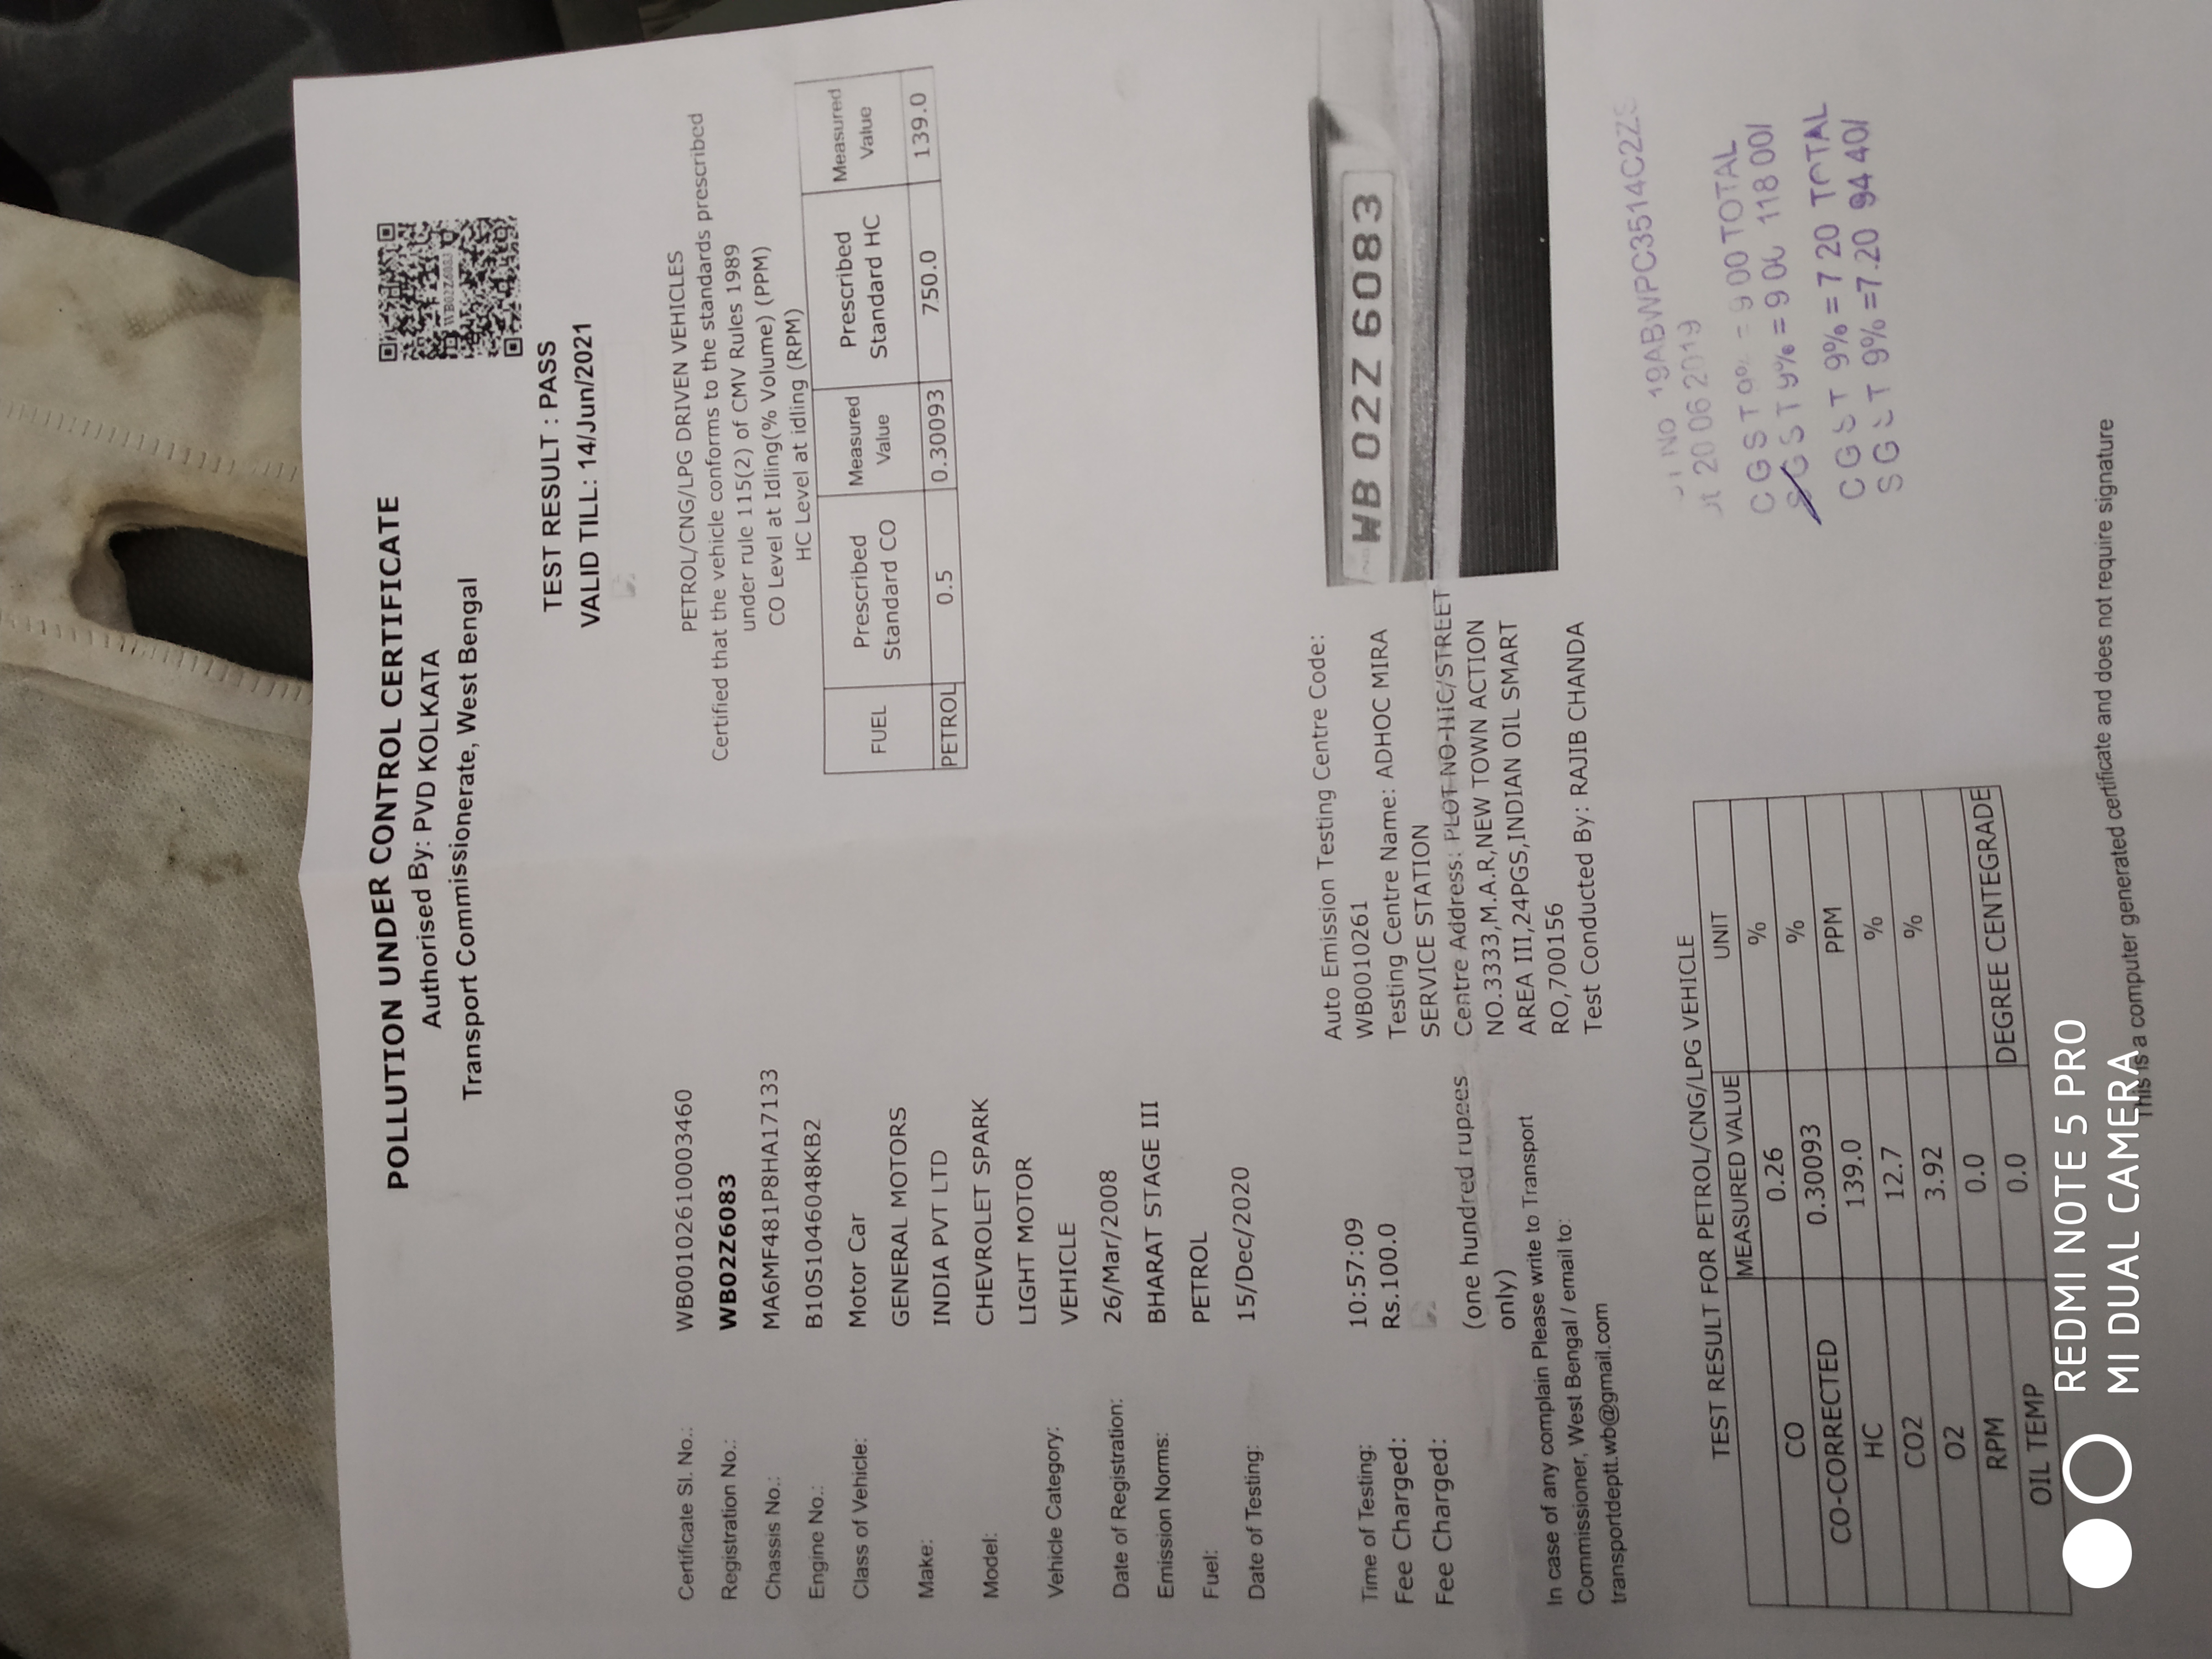 POLLUTION UNDER CONTROL CERTIFICATE
Authorised By: PVD KOLKATA
Transport Commissionerate, West Bengal
WB02Z6083
TEST RESULT : PASS
VALID TILL: 14/Jun/2021
Certificate Sl. No.: WB00102610003460
Registration No.: WB02Z6083
Chassis No.: MA6MF481P8HA17133
Engine No.: B10S1046048KB2
Class of Vehicle: Motor Car
Make: GENERAL MOTORS
INDIA PVT LTD
Model: CHEVROLET SPARK
Vehicle Category: LIGHT MOTOR
VEHICLE
Date of Registration: 26/Mar/2008
Emission Norms: BHARAT STAGE III
Fuel: PETROL
Date of Testing: 15/Dec/2020
PETROL/CNG/LPG DRIVEN VEHICLES
Certified that the vehicle conforms to the standards prescribed
under rule 115(2) of CMV Rules 1989
CO Level at Idling(% Volume) (PPM)
HC Level at idling (RPM)
FUEL Prescribed Standard CO Measured Value Prescribed Standard HC Measured Value
PETROL 0.5 0.30093 750.0 139.0
Time of Testing: 10:57:09
Fee Charged: Rs.100.0
Fee Charged:
(one hundred rupees
only)
In case of any complain Please write to Transport
Commissioner, West Bengal / email to:
transportdeptt.wb@gmail.com
Auto Emission Testing Centre Code:
WB0010261
Testing Centre Name: ADHOC MIRA
SERVICE STATION
Centre Address: PLOT NO-IIIC/STREET
NO.3333,M.A.R,NEW TOWN ACTION
AREA III,24PGS,INDIAN OIL SMART
RO,700156
Test Conducted By: RAJIB CHANDA
WB 02Z 6083
No 19ABWPC3514C2Z
20 06 2019
CGST 9% = 9 00 TOTAL
SGST 9% = 9 00 118 00/
CGST 9% = 7 20 TOTAL
SGST 9% =7.20 94 40/
TEST RESULT FOR PETROL/CNG/LPG VEHICLE
MEASURED VALUE UNIT
CO 0.26 %
CO-CORRECTED 0.30093 %
HC 139.0 PPM
CO2 12.7 %
O2 3.92 %
RPM 0.0
OIL TEMP 0.0 DEGREE CENTEGRADE
REDMI NOTE 5 PRO
MI DUAL CAMERA
This is a computer generated certificate and does not require signature